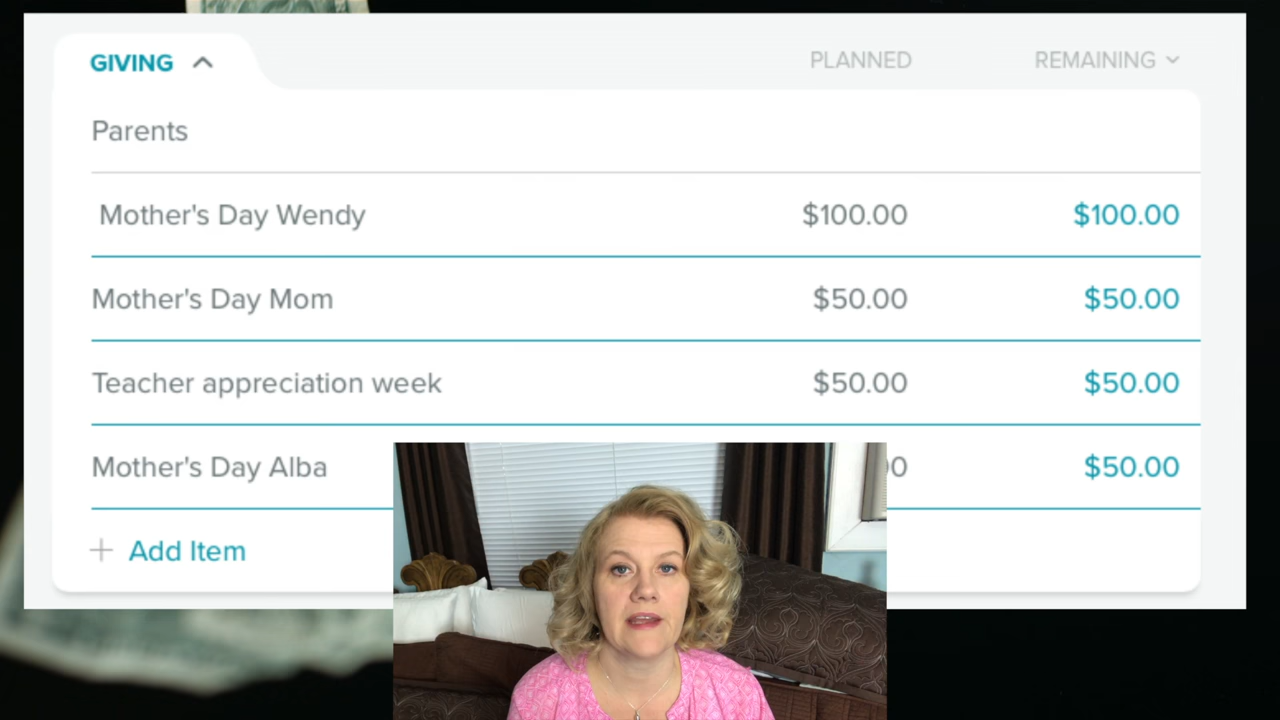 GIVING PLANNED REMAINING
Parents
Mother's Day Wendy $100.00 $100.00
Mother's Day Mom $50.00 $50.00
Teacher appreciation week $50.00 $50.00
Mother's Day Alba $50.00
+ Add Item